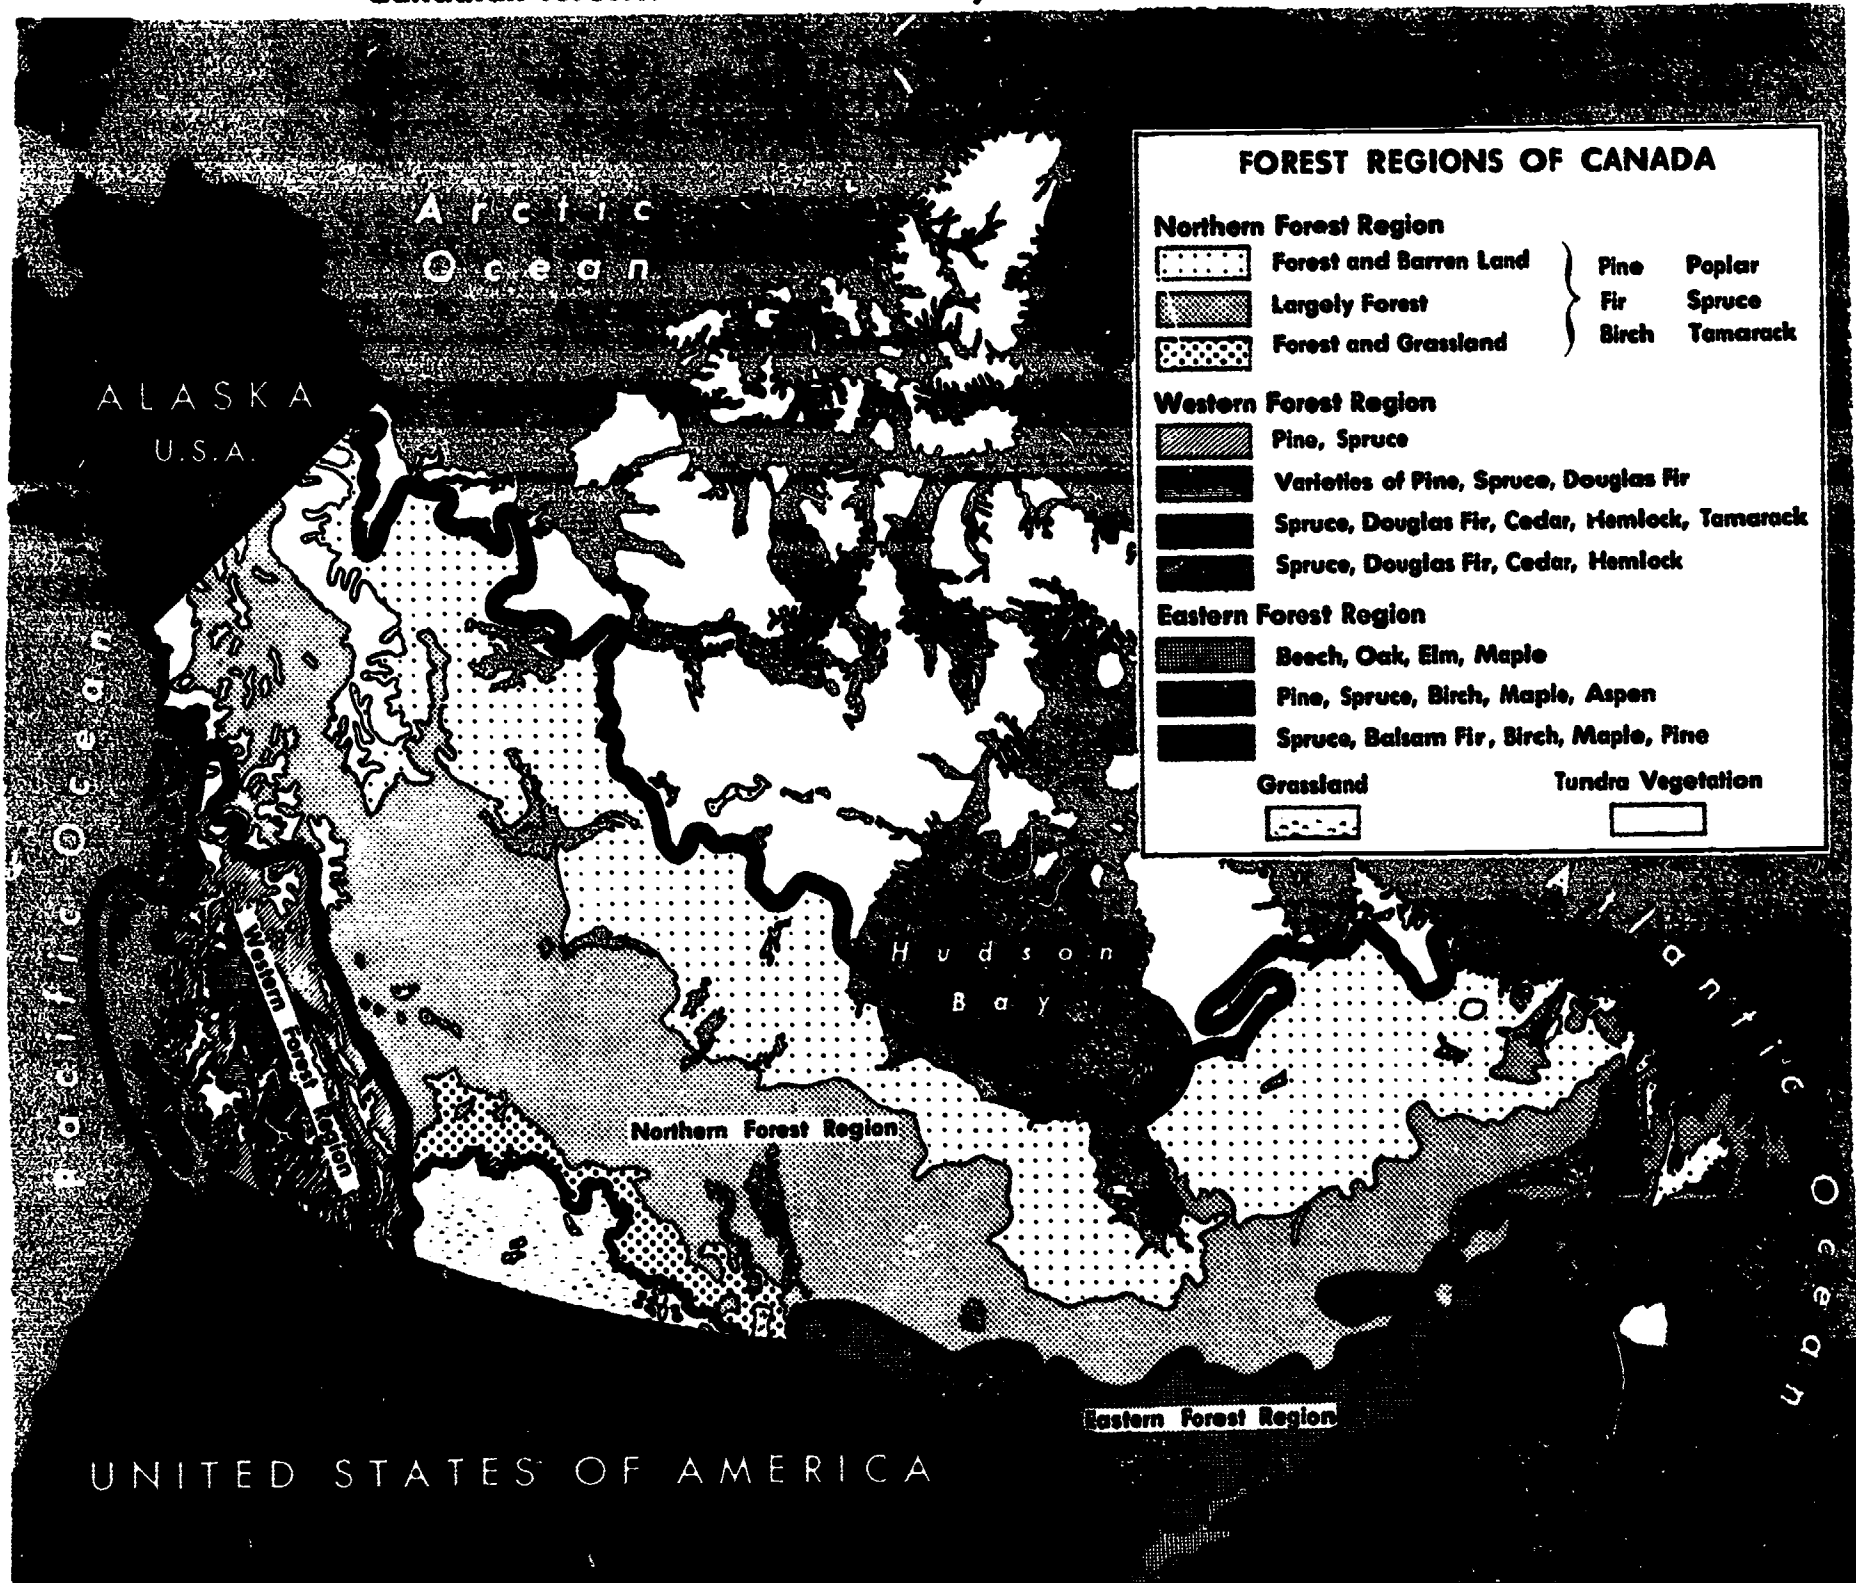 Arctic
Ocean
ALASKA
U.S.A.
Pacific Ocean
FOREST REGIONS OF CANADA
Northern Forest Region
Forest and Barren Land
Largely Forest
Forest and Grassland
Pine Poplar
Fir Spruce
Birch Tamarack
Western Forest Region
Pine, Spruce
Varieties of Pine, Spruce, Douglas Fir
Spruce, Douglas Fir, Cedar, Hemlock, Tamarack
Spruce, Douglas Fir, Cedar, Hemlock
Eastern Forest Region
Beech, Oak, Elm, Maple
Pine, Spruce, Birch, Maple, Aspen
Spruce, Balsam Fir, Birch, Maple, Pine
Grassland Tundra Vegetation
Hudson
Bay
Atlantic Ocean
Western Forest Region
Northern Forest Region
Eastern Forest Region
UNITED STATES OF AMERICA